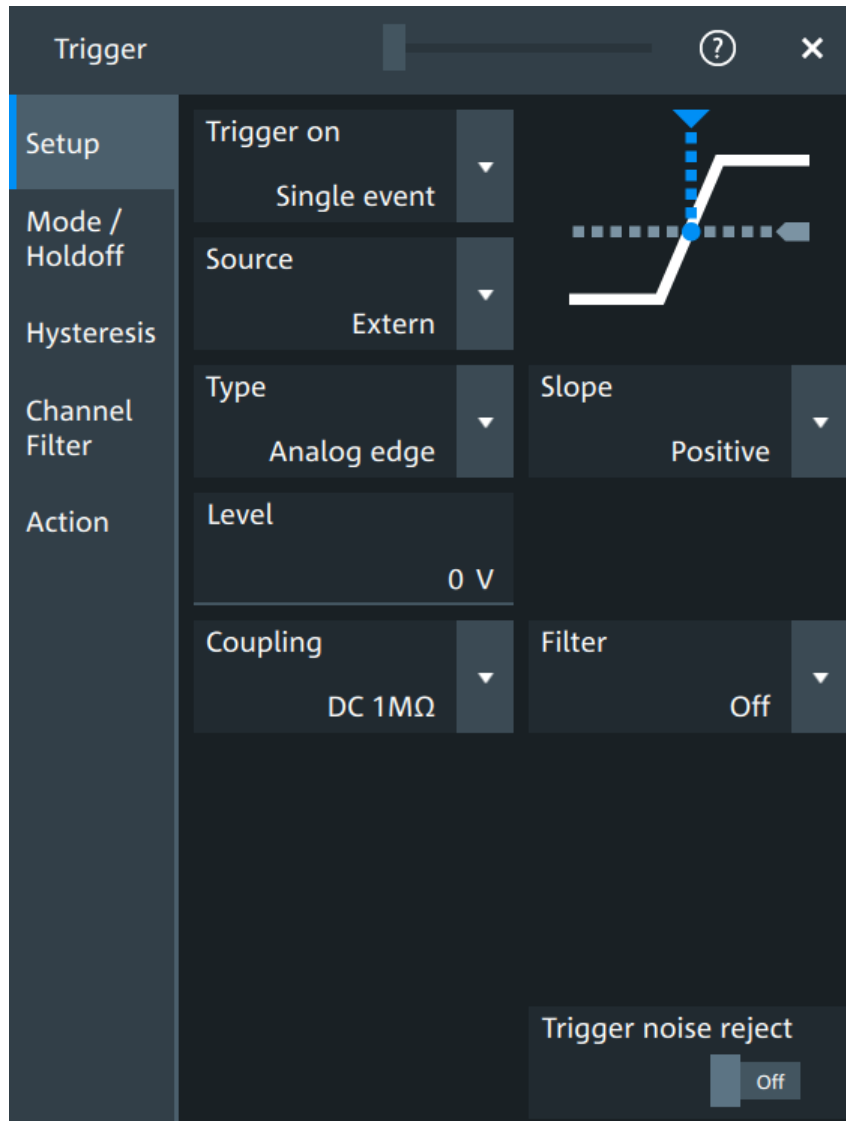 Trigger
?
Setup
Mode /
Holdoff
Hysteresis
Channel
Filter
Action
Trigger on
Single event
Source
Extern
Type
Analog edge
Slope
Positive
Level
0 V
Coupling
DC 1MΩ
Filter
Off
Trigger noise reject
Off